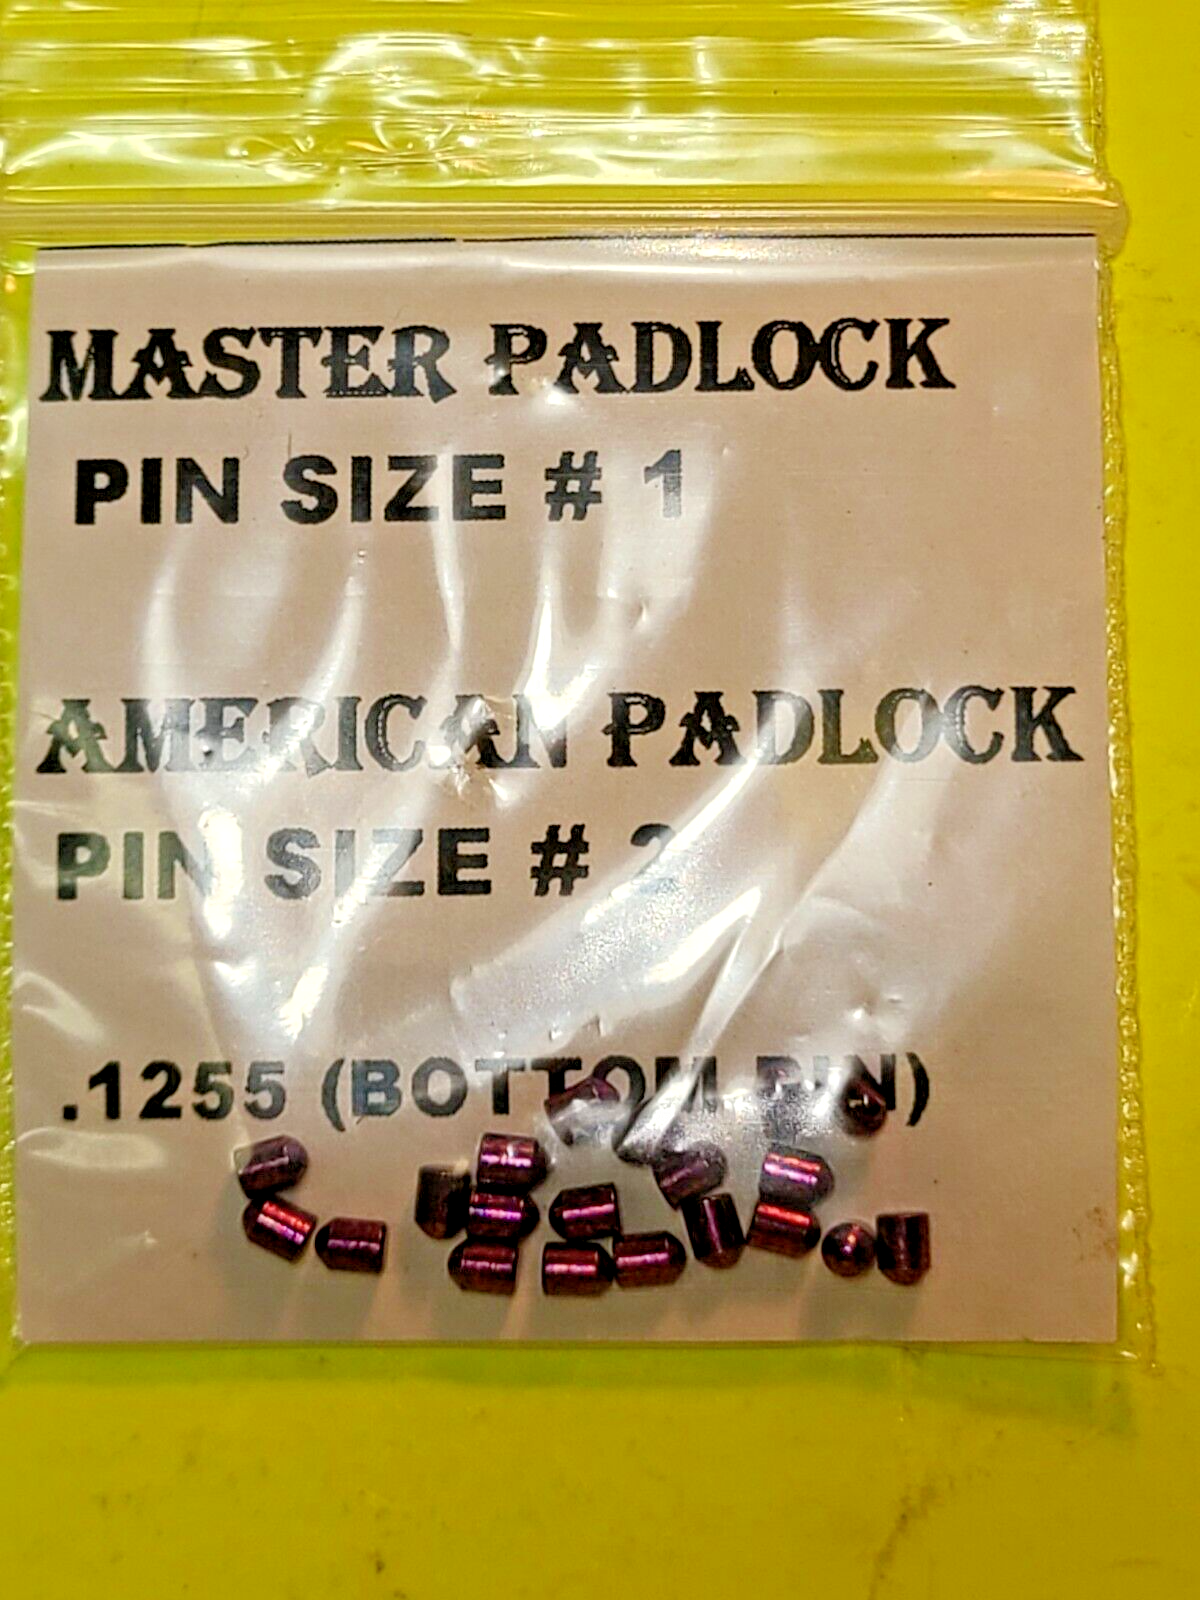 MASTER PADLOCK
PIN SIZE # 1
AMERICAN PADLOCK
PIN SIZE # 2
.1255 (BOTTOM PIN)